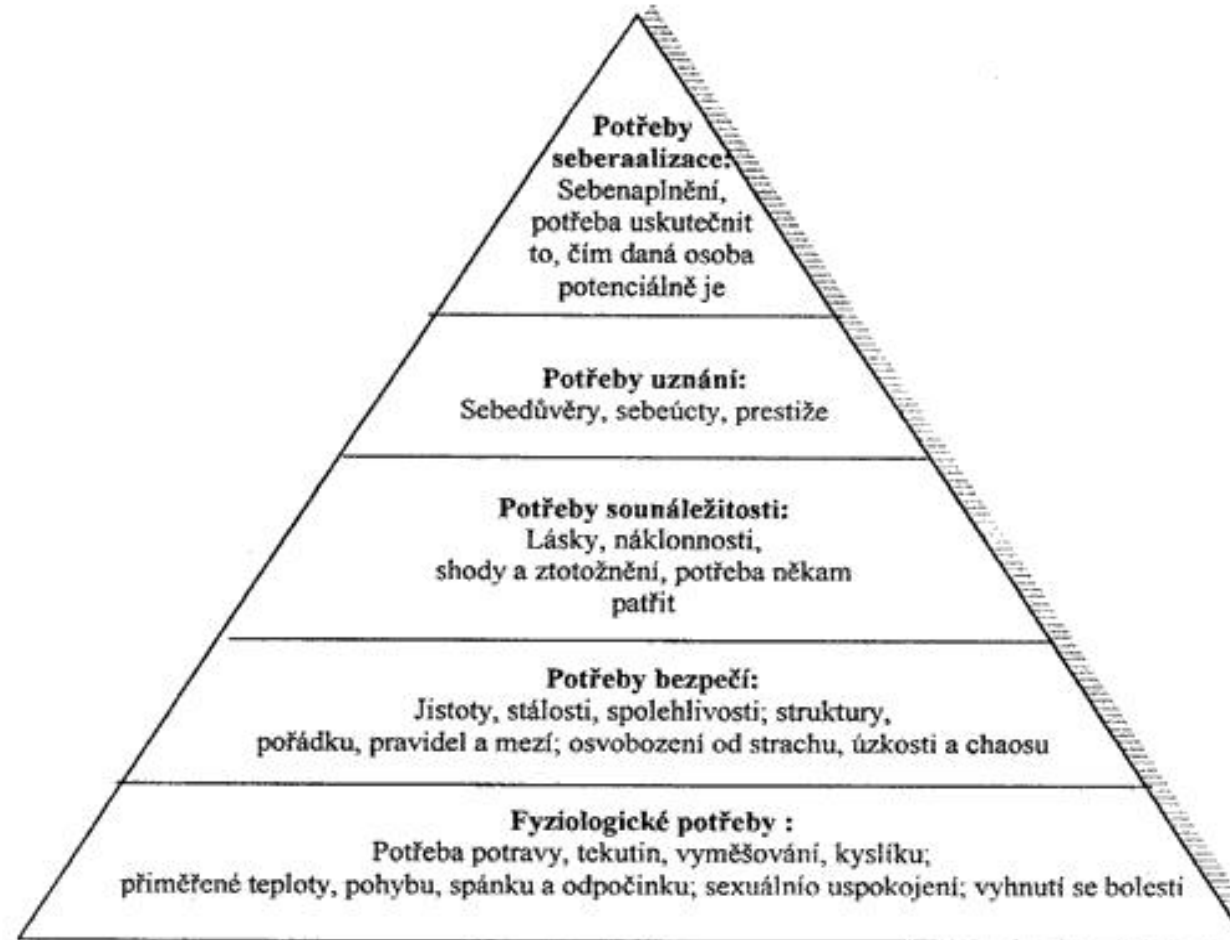 Potřeby
seberaalizace:
Sebenaplnění,
potřeba uskutečnit
to, čím daná osoba
potenciálně je
Potřeby uznání:
Sebedůvěry, sebeúcty, prestiže
Potřeby sounáležitosti:
Lásky, náklonnosti,
shody a ztotožnění, potřeba někam
patřit
Potřeby bezpečí:
Jistoty, stálosti, spolehlivosti; struktury,
pořádku, pravidel a mezí; osvobození od strachu, úzkosti a chaosu
Fyziologické potřeby :
Potřeba potravy, tekutin, vyměšování, kyslíku;
přiměřené teploty, pohybu, spánku a odpočinku; sexuálnío uspokojení; vyhnutí se bolesti